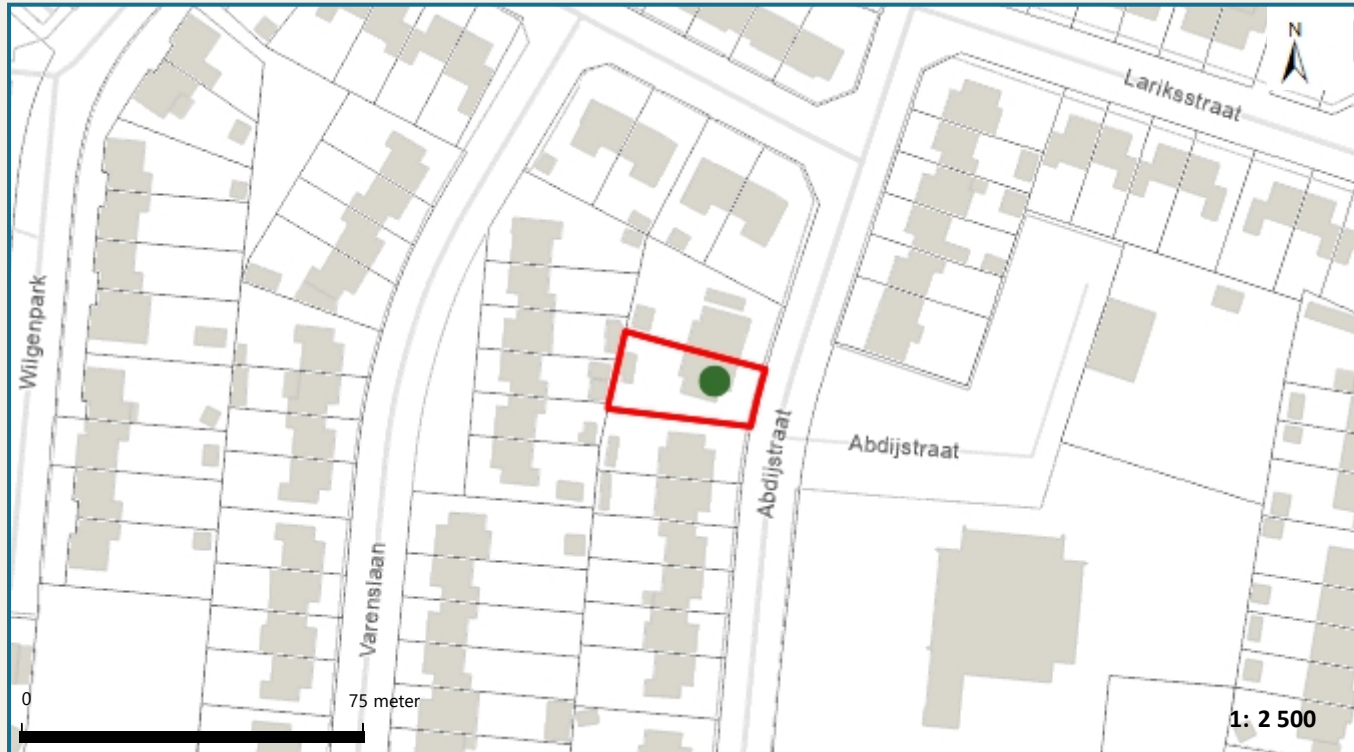 N
Lariksstraat
Wilgenpark
Abdijstraat
Abdijstraat
Varenslaan
0
75 meter
1: 2 500